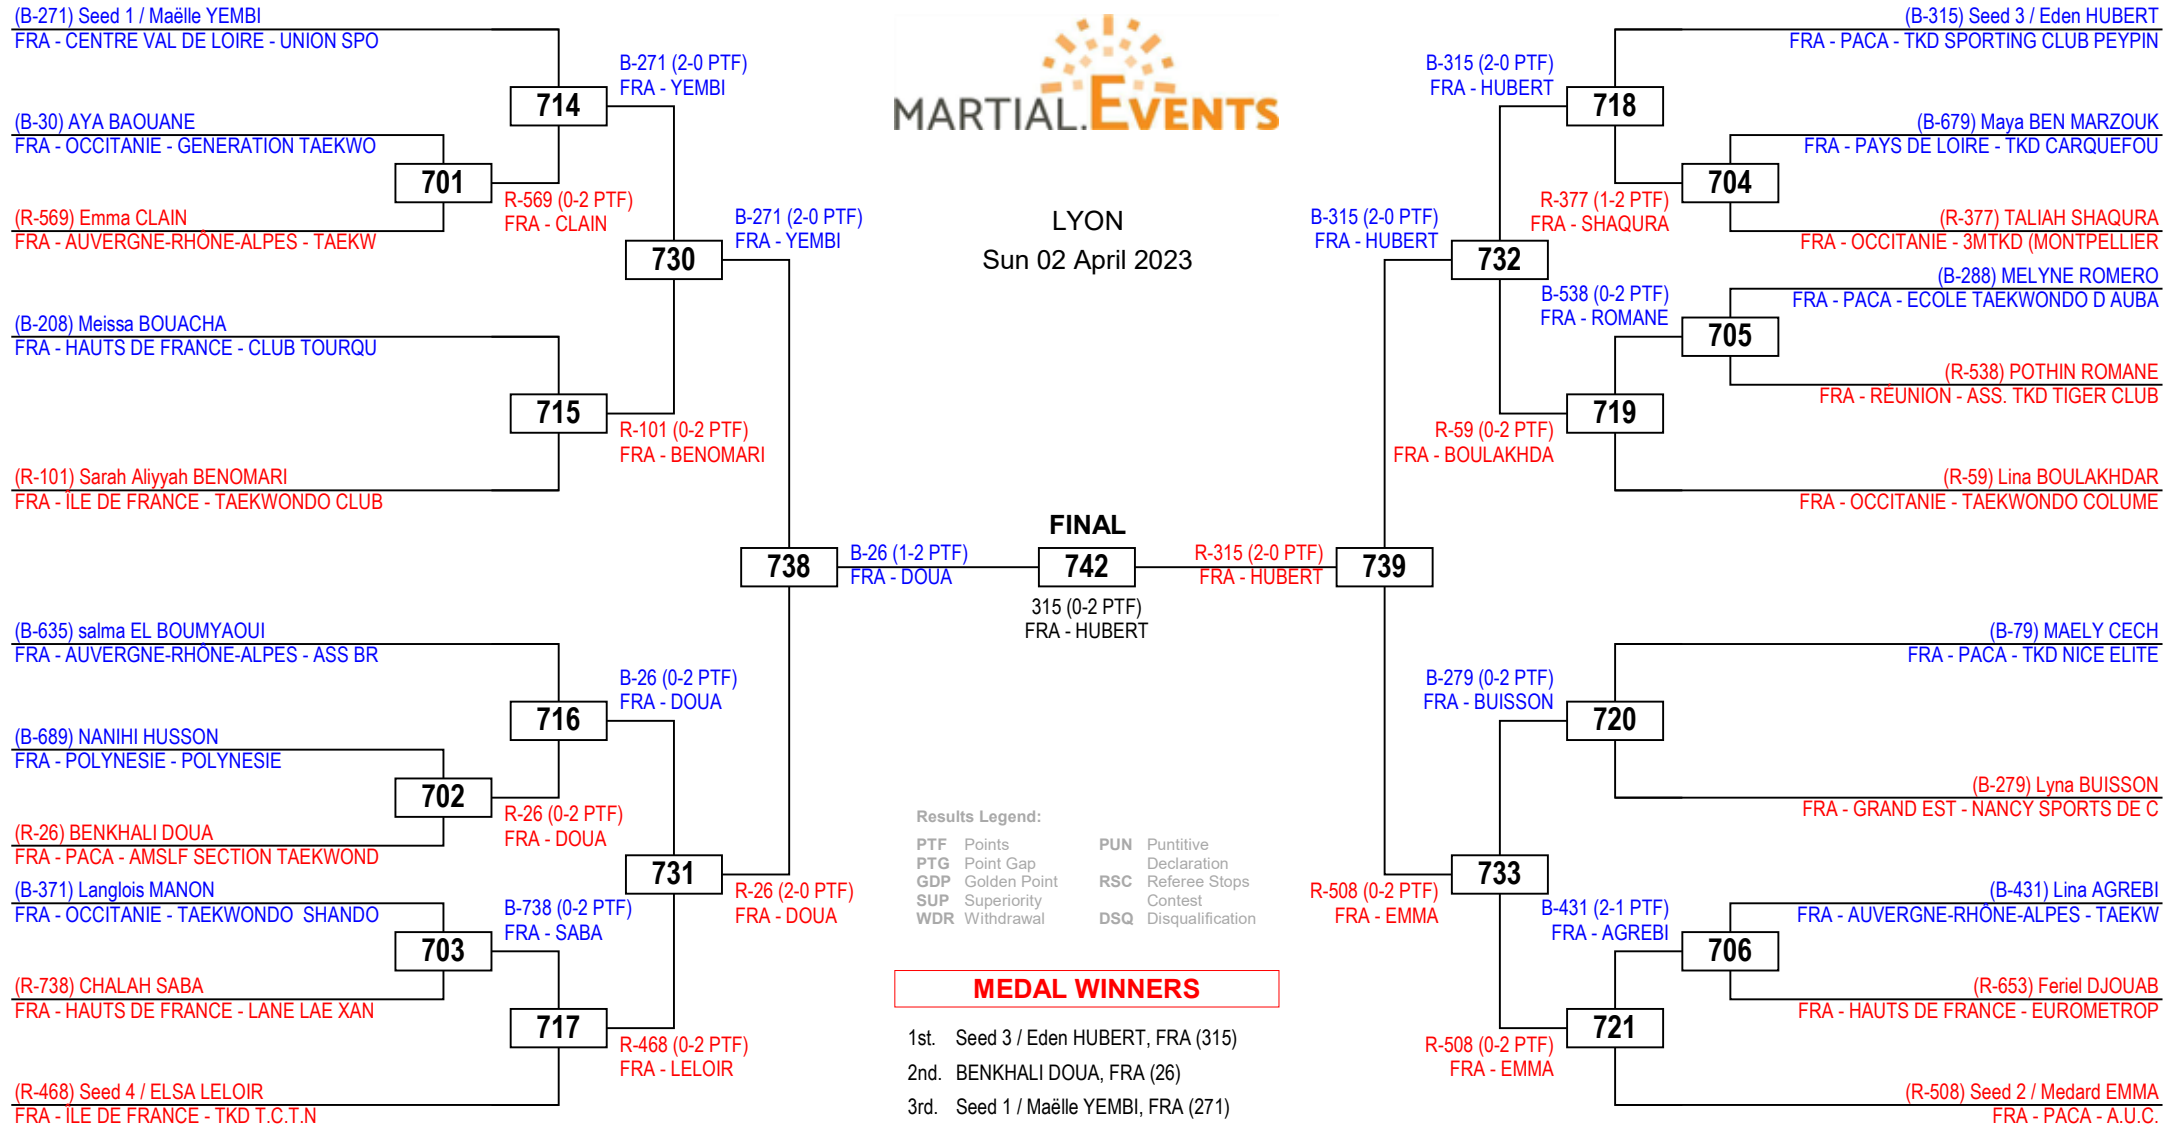 (B-271) Seed 1 / Maëlle YEMBI
FRA - CENTRE VAL DE LOIRE - UNION SPO
B-271 (2-0 PTF)
FRA - YEMBI
714
(B-30) AYA BAOUANE
FRA - OCCITANIE - GENERATION TAEKWO
701
R-569 (0-2 PTF)
FRA - CLAIN
(R-569) Emma CLAIN
FRA - AUVERGNE-RHÔNE-ALPES - TAEKW
B-271 (2-0 PTF)
FRA - YEMBI
730
(B-208) Meissa BOUACHA
FRA - HAUTS DE FRANCE - CLUB TOURQU
715
R-101 (0-2 PTF)
FRA - BENOMARI
(R-101) Sarah Aliyyah BENOMARI
FRA - ÎLE DE FRANCE - TAEKWONDO CLUB
738
B-26 (1-2 PTF)
FRA - DOUA
(B-635) salma EL BOUMYAOUI
FRA - AUVERGNE-RHÔNE-ALPES - ASS BR
B-26 (0-2 PTF)
FRA - DOUA
716
(B-689) NANIHI HUSSON
FRA - POLYNESIE - POLYNESIE
702
R-26 (0-2 PTF)
FRA - DOUA
(R-26) BENKHALI DOUA
FRA - PACA - AMSLF SECTION TAEKWOND
731
R-26 (2-0 PTF)
FRA - DOUA
(B-371) Langlois MANON
FRA - OCCITANIE - TAEKWONDO SHANDO
B-738 (0-2 PTF)
FRA - SABA
703
(R-738) CHALAH SABA
FRA - HAUTS DE FRANCE - LANE LAE XAN
717
R-468 (0-2 PTF)
FRA - LELOIR
(R-468) Seed 4 / ELSA LELOIR
FRA - ÎLE DE FRANCE - TKD T.C.T.N
MARTIAL.EVENTS
LYON
Sun 02 April 2023
FINAL
742
315 (0-2 PTF)
FRA - HUBERT
Results Legend:
PTF Points
PTG Point Gap
GDP Golden Point
SUP Superiority
WDR Withdrawal
PUN Puntitive
Declaration
RSC Referee Stops
Contest
DSQ Disqualification
MEDAL WINNERS
1st. Seed 3 / Eden HUBERT, FRA (315)
2nd. BENKHALI DOUA, FRA (26)
3rd. Seed 1 / Maëlle YEMBI, FRA (271)
(B-315) Seed 3 / Eden HUBERT
FRA - PACA - TKD SPORTING CLUB PEYPIN
B-315 (2-0 PTF)
FRA - HUBERT
718
(B-679) Maya BEN MARZOUK
FRA - PAYS DE LOIRE - TKD CARQUEFOU
704
R-377 (1-2 PTF)
FRA - SHAQURA
(R-377) TALIAH SHAQURA
FRA - OCCITANIE - 3MTKD (MONTPELLIER
B-315 (2-0 PTF)
FRA - HUBERT
732
(B-288) MELYNE ROMERO
FRA - PACA - ECOLE TAEKWONDO D AUBA
B-538 (0-2 PTF)
FRA - ROMANE
705
(R-538) POTHIN ROMANE
FRA - RÉUNION - ASS. TKD TIGER CLUB
719
R-59 (0-2 PTF)
FRA - BOULAKHDA
(R-59) Lina BOULAKHDAR
FRA - OCCITANIE - TAEKWONDO COLUME
R-315 (2-0 PTF)
FRA - HUBERT
739
(B-79) MAELY CECH
FRA - PACA - TKD NICE ELITE
B-279 (0-2 PTF)
FRA - BUISSON
720
(B-279) Lyna BUISSON
FRA - GRAND EST - NANCY SPORTS DE C
733
R-508 (0-2 PTF)
FRA - EMMA
(B-431) Lina AGREBI
FRA - AUVERGNE-RHÔNE-ALPES - TAEKW
B-431 (2-1 PTF)
FRA - AGREBI
706
(R-653) Feriel DJOUAB
FRA - HAUTS DE FRANCE - EUROMETROP
721
R-508 (0-2 PTF)
FRA - EMMA
(R-508) Seed 2 / Medard EMMA
FRA - PACA - A.U.C.